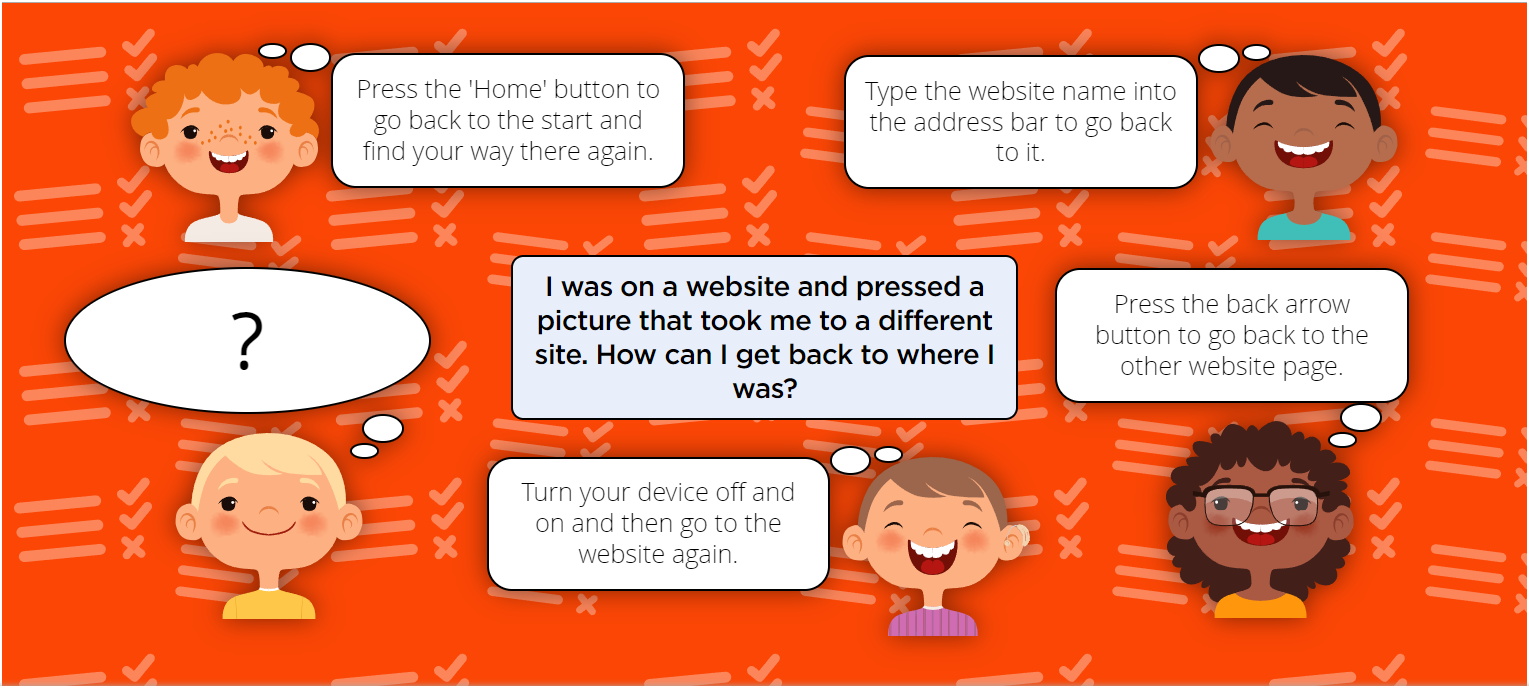 Press the 'Home' button to
go back to the start and
find your way there again.
Type the website name into
the address bar to go back
to it.
?
I was on a website and pressed a
picture that took me to a different
site. How can I get back to where I
was?
Press the back arrow
button to go back to the
other website page.
Turn your device off and
on and then go to the
website again.